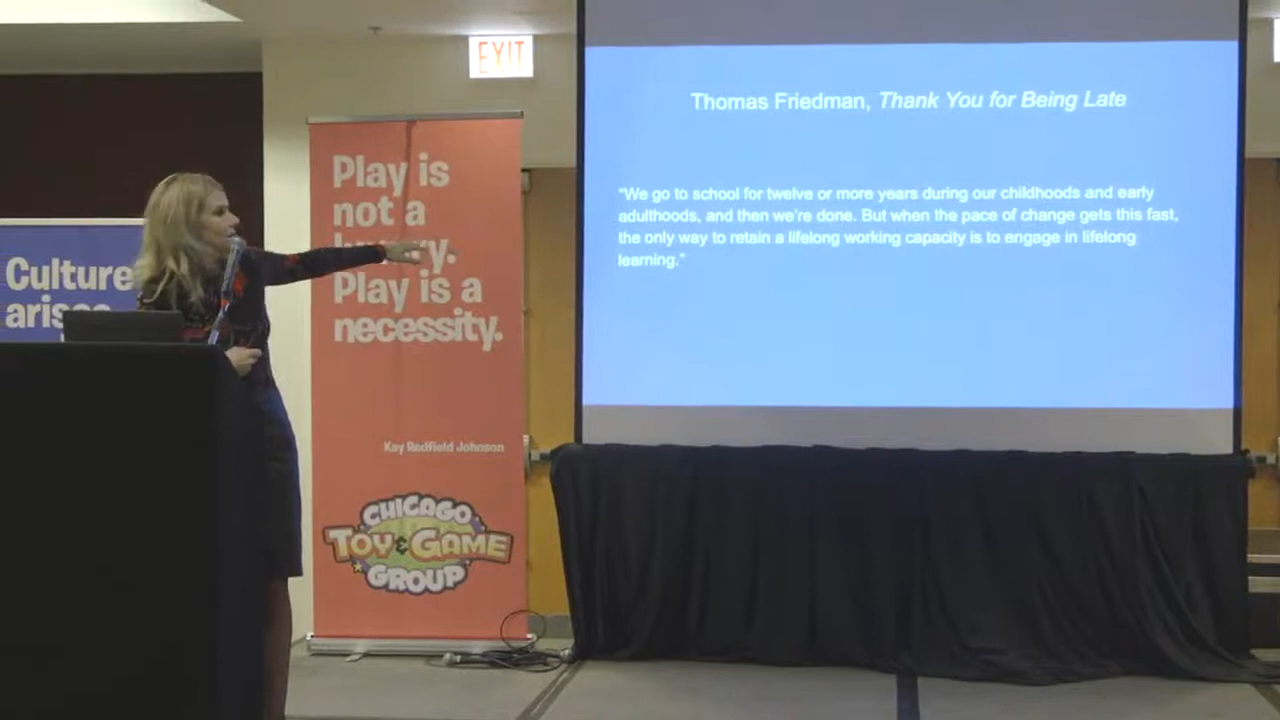 EXIT
Thomas Friedman, Thank You for Being Late
“We go to school for twelve or more years during our childhoods and early
adulthoods, and then we’re done. But when the pace of change gets this fast,
the only way to retain a lifelong working capacity is to engage in lifelong
learning.”
Play is
not a
luxury.
Play is a
necessity.
Kay Redfield Johnson
CHICAGO
TOY & GAME
GROUP
Culture
arises